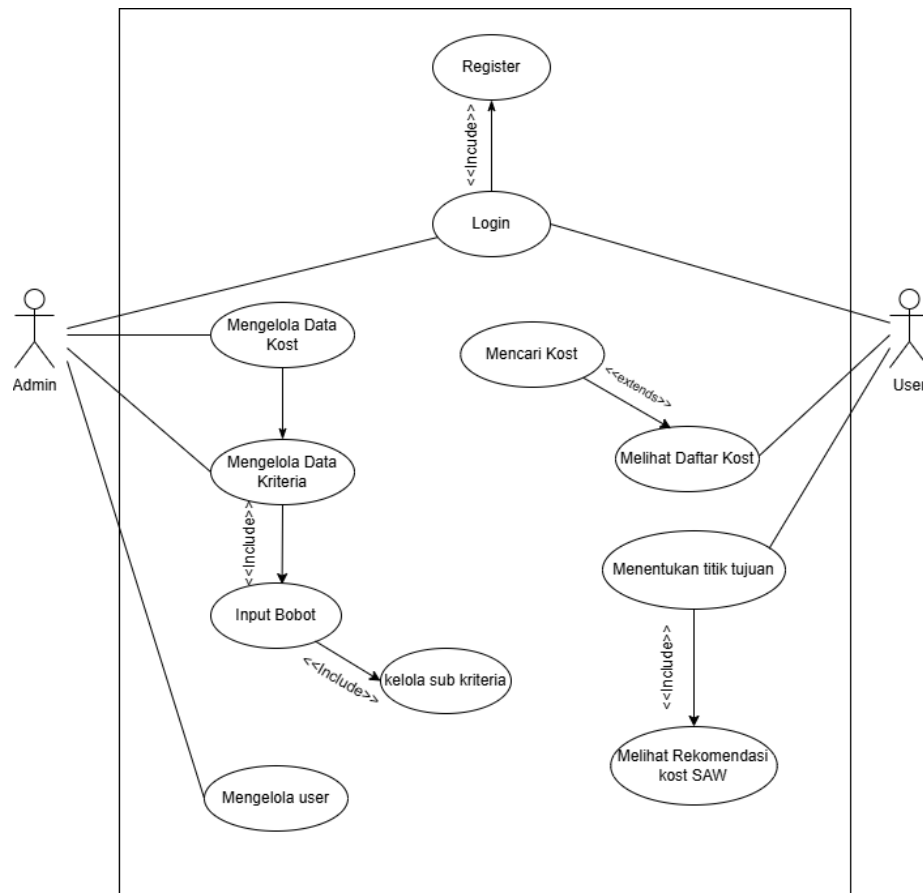 Register
<<Incude>>
Login
Admin
Mengelola Data
Kost
Mencari Kost
<<extends>>
User
Mengelola Data
Kriteria
Melihat Daftar Kost
<<Include>>
Menentukan titik tujuan
Input Bobot
<<Include>>
kelola sub kriteria
<<Include>>
Melihat Rekomendasi
kost SAW
Mengelola user